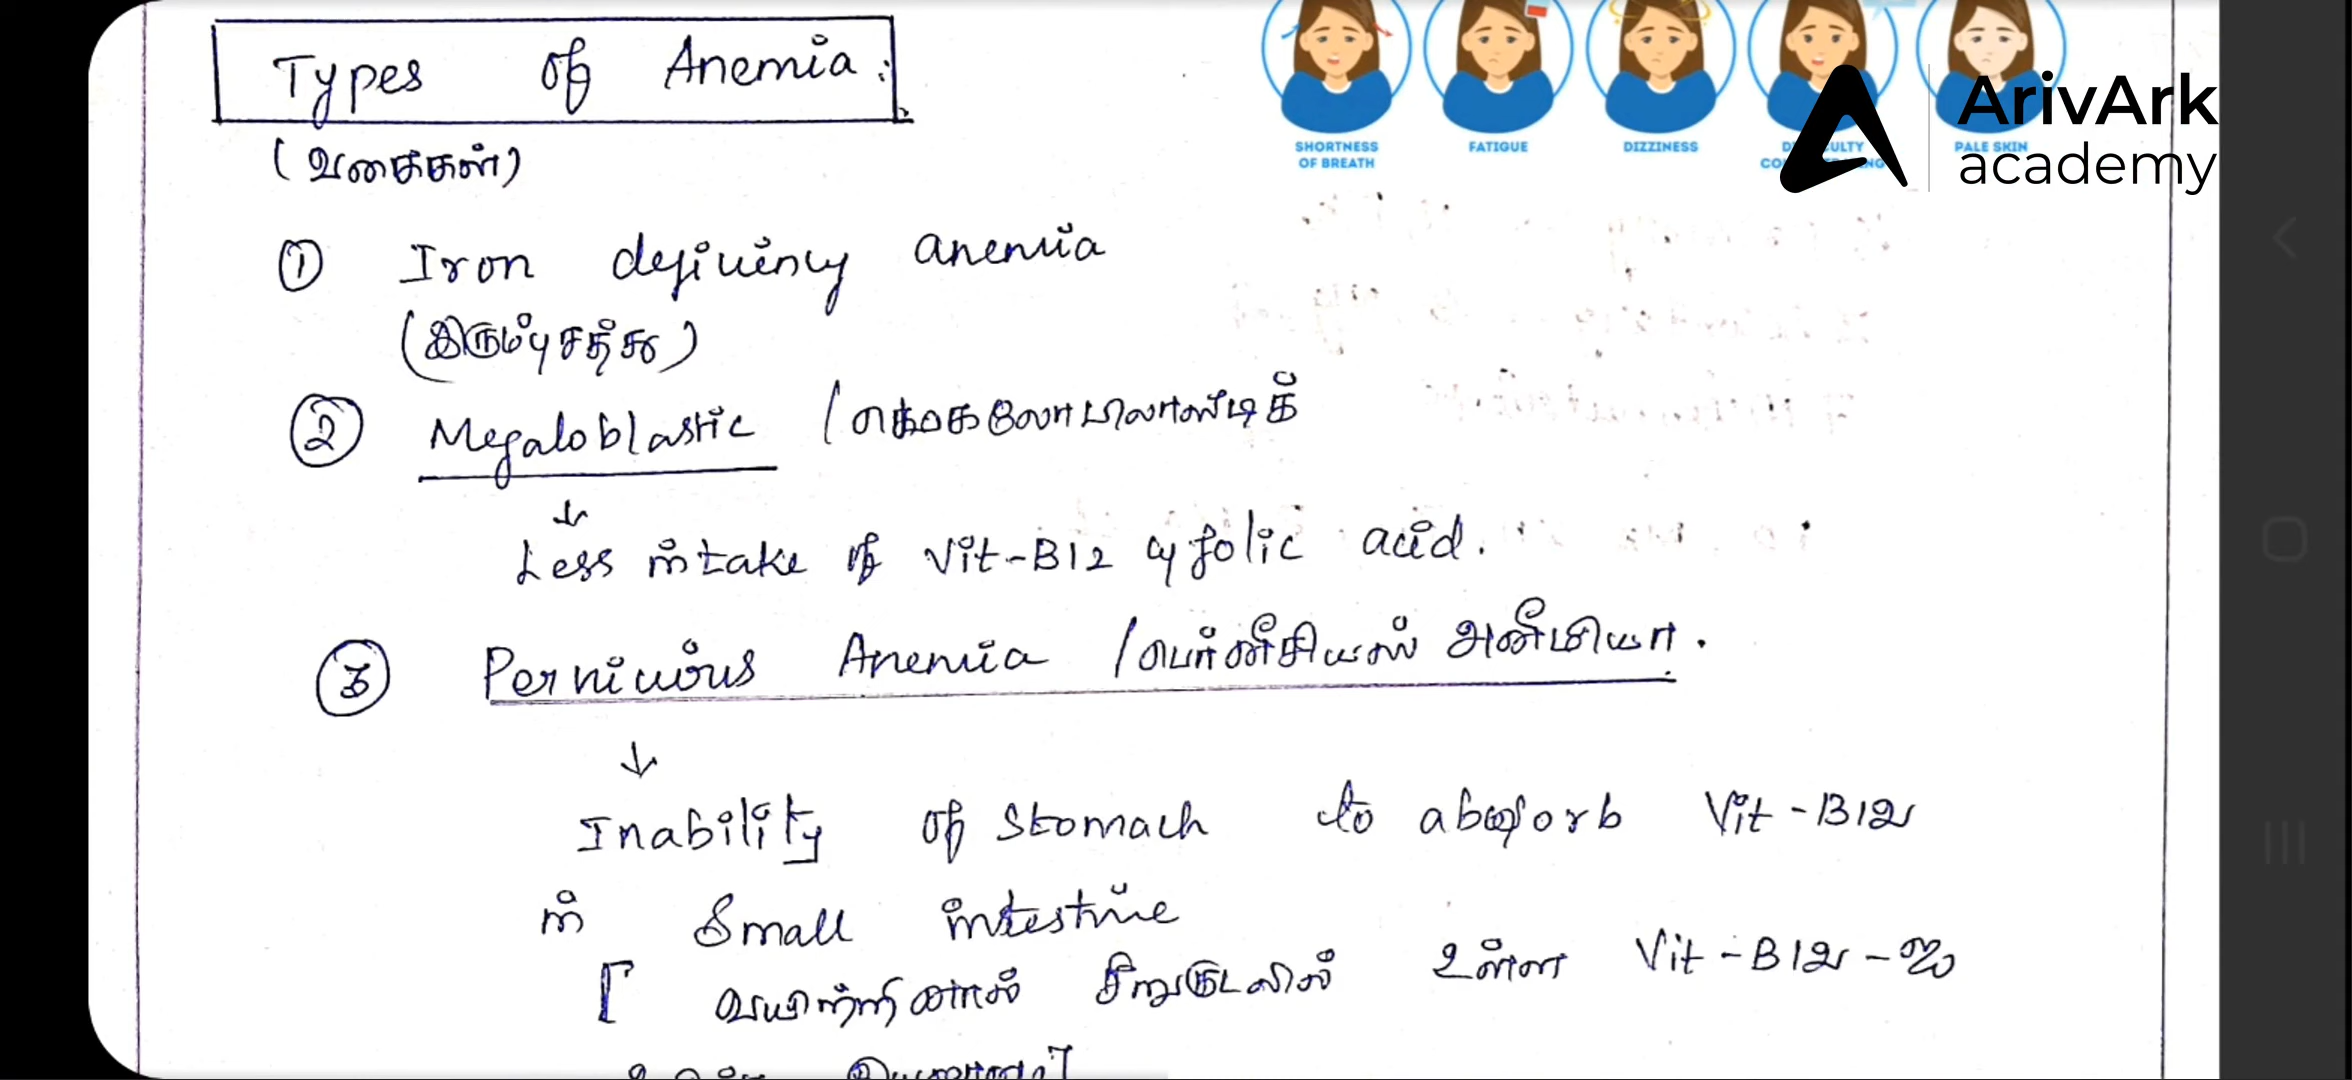 Types of Anemia :
(வகைகள்)
SHORTNESS OF BREATH
FATIGUE
DIZZINESS
PALE SKIN
ArivArk
academy
① Iron deficiency anemia
(இரும்புசத்து)
② Megaloblastic / மெகலோபிளாஸ்டிக்
↓
Less intake of Vit-B12 & folic acid.
③ Pernicious Anemia / பெர்னீசியஸ் அனீமியா.
↓
Inability of Stomach to absorb Vit-B12
in Small intestine
[ வயிற்றினால் சிறுகுடலில் உள்ள Vit-B12-ஐ